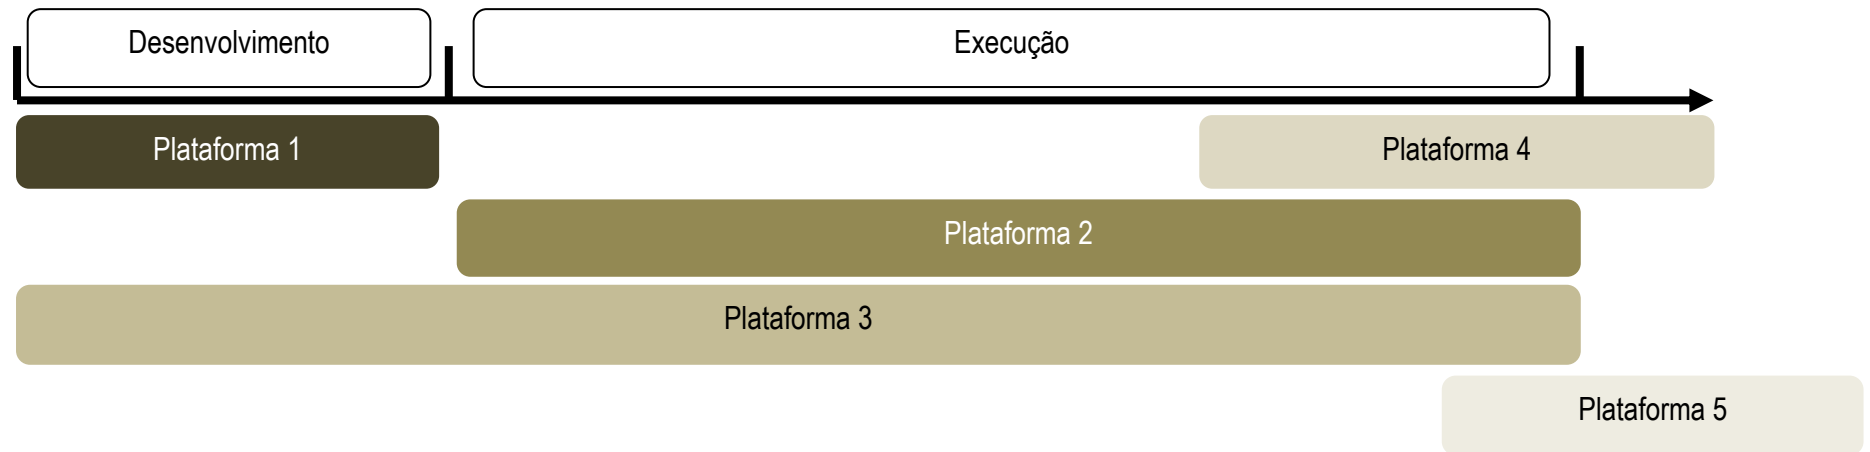 Desenvolvimento
Execução
Plataforma 1
Plataforma 4
Plataforma 2
Plataforma 3
Plataforma 5